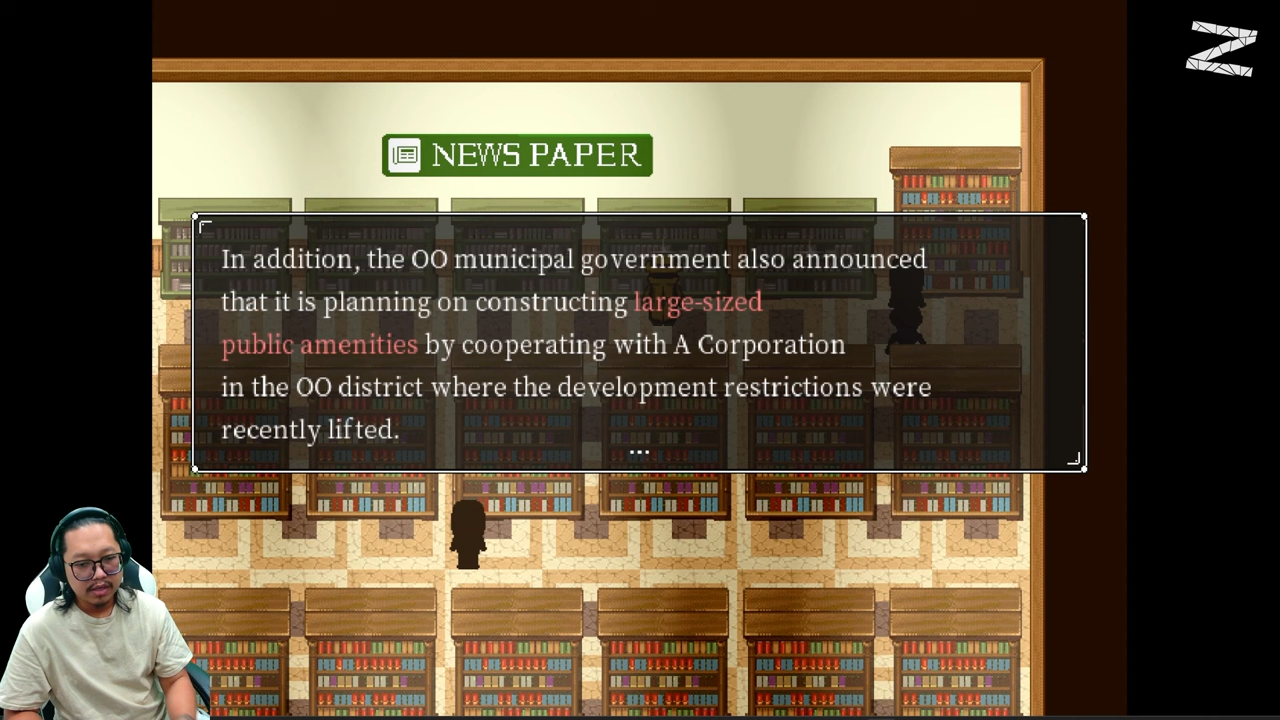 NEWS PAPER
In addition, the OO municipal government also announced
that it is planning on constructing large-sized
public amenities by cooperating with A Corporation
in the OO district where the development restrictions were
recently lifted.
...